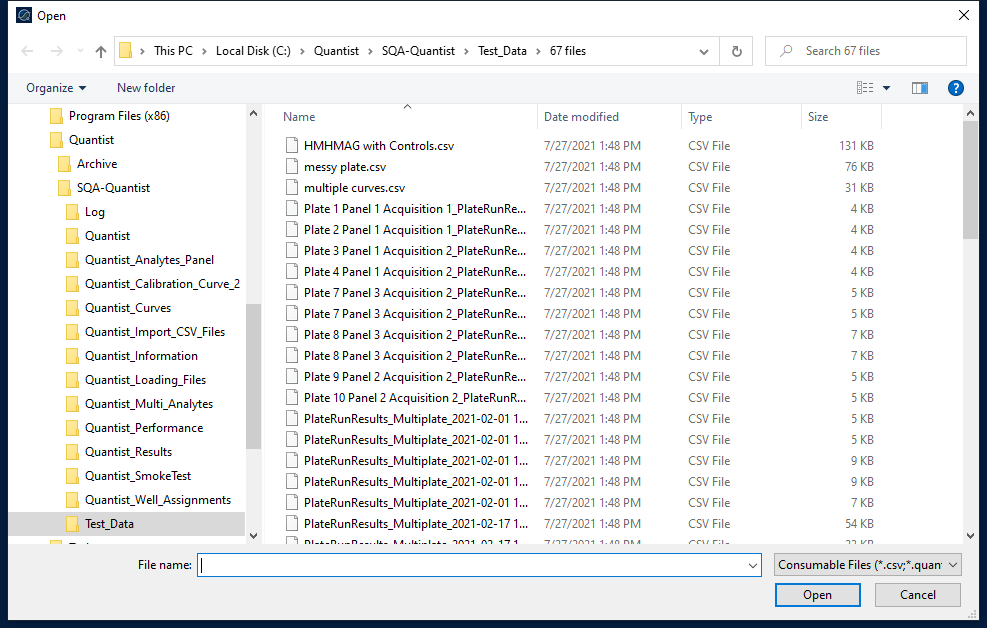 Open
This PC > Local Disk (C:) > Quantist > SQA-Quantist > Test_Data > 67 files
Search 67 files
Organize New folder
Program Files (x86)
Quantist
Archive
SQA-Quantist
Log
Quantist
Quantist_Analytes_Panel
Quantist_Calibration_Curve_2
Quantist_Curves
Quantist_Import_CSV_Files
Quantist_Information
Quantist_Loading_Files
Quantist_Multi_Analytes
Quantist_Performance
Quantist_Results
Quantist_SmokeTest
Quantist_Well_Assignments
Test_Data
Name Date modified Type Size
HMHMAG with Controls.csv 7/27/2021 1:48 PM CSV File 131 KB
messy plate.csv 7/27/2021 1:48 PM CSV File 76 KB
multiple curves.csv 7/27/2021 1:48 PM CSV File 31 KB
Plate 1 Panel 1 Acquisition 1_PlateRunRe... 7/27/2021 1:48 PM CSV File 4 KB
Plate 2 Panel 1 Acquisition 1_PlateRunRe... 7/27/2021 1:48 PM CSV File 4 KB
Plate 3 Panel 1 Acquisition 2_PlateRunRe... 7/27/2021 1:48 PM CSV File 4 KB
Plate 4 Panel 1 Acquisition 2_PlateRunRe... 7/27/2021 1:48 PM CSV File 4 KB
Plate 7 Panel 3 Acquisition 2_PlateRunRe... 7/27/2021 1:48 PM CSV File 5 KB
Plate 7 Panel 3 Acquisition 2_PlateRunRe... 7/27/2021 1:48 PM CSV File 5 KB
Plate 8 Panel 3 Acquisition 2_PlateRunRe... 7/27/2021 1:48 PM CSV File 7 KB
Plate 8 Panel 3 Acquisition 2_PlateRunRe... 7/27/2021 1:48 PM CSV File 7 KB
Plate 9 Panel 2 Acquisition 2_PlateRunRe... 7/27/2021 1:48 PM CSV File 5 KB
Plate 10 Panel 2 Acquisition 2_PlateRunR... 7/27/2021 1:48 PM CSV File 5 KB
PlateRunResults_Multiplate_2021-02-01 1... 7/27/2021 1:48 PM CSV File 5 KB
PlateRunResults_Multiplate_2021-02-01 1... 7/27/2021 1:48 PM CSV File 5 KB
PlateRunResults_Multiplate_2021-02-01 1... 7/27/2021 1:48 PM CSV File 9 KB
PlateRunResults_Multiplate_2021-02-01 1... 7/27/2021 1:48 PM CSV File 9 KB
PlateRunResults_Multiplate_2021-02-01 1... 7/27/2021 1:48 PM CSV File 7 KB
PlateRunResults_Multiplate_2021-02-17 1... 7/27/2021 1:48 PM CSV File 54 KB
PlateRunResults_Multiplate_2021-02-17 1... 7/27/2021 1:48 PM CSV File
File name: Consumable Files (*.csv;*.quan
Open Cancel